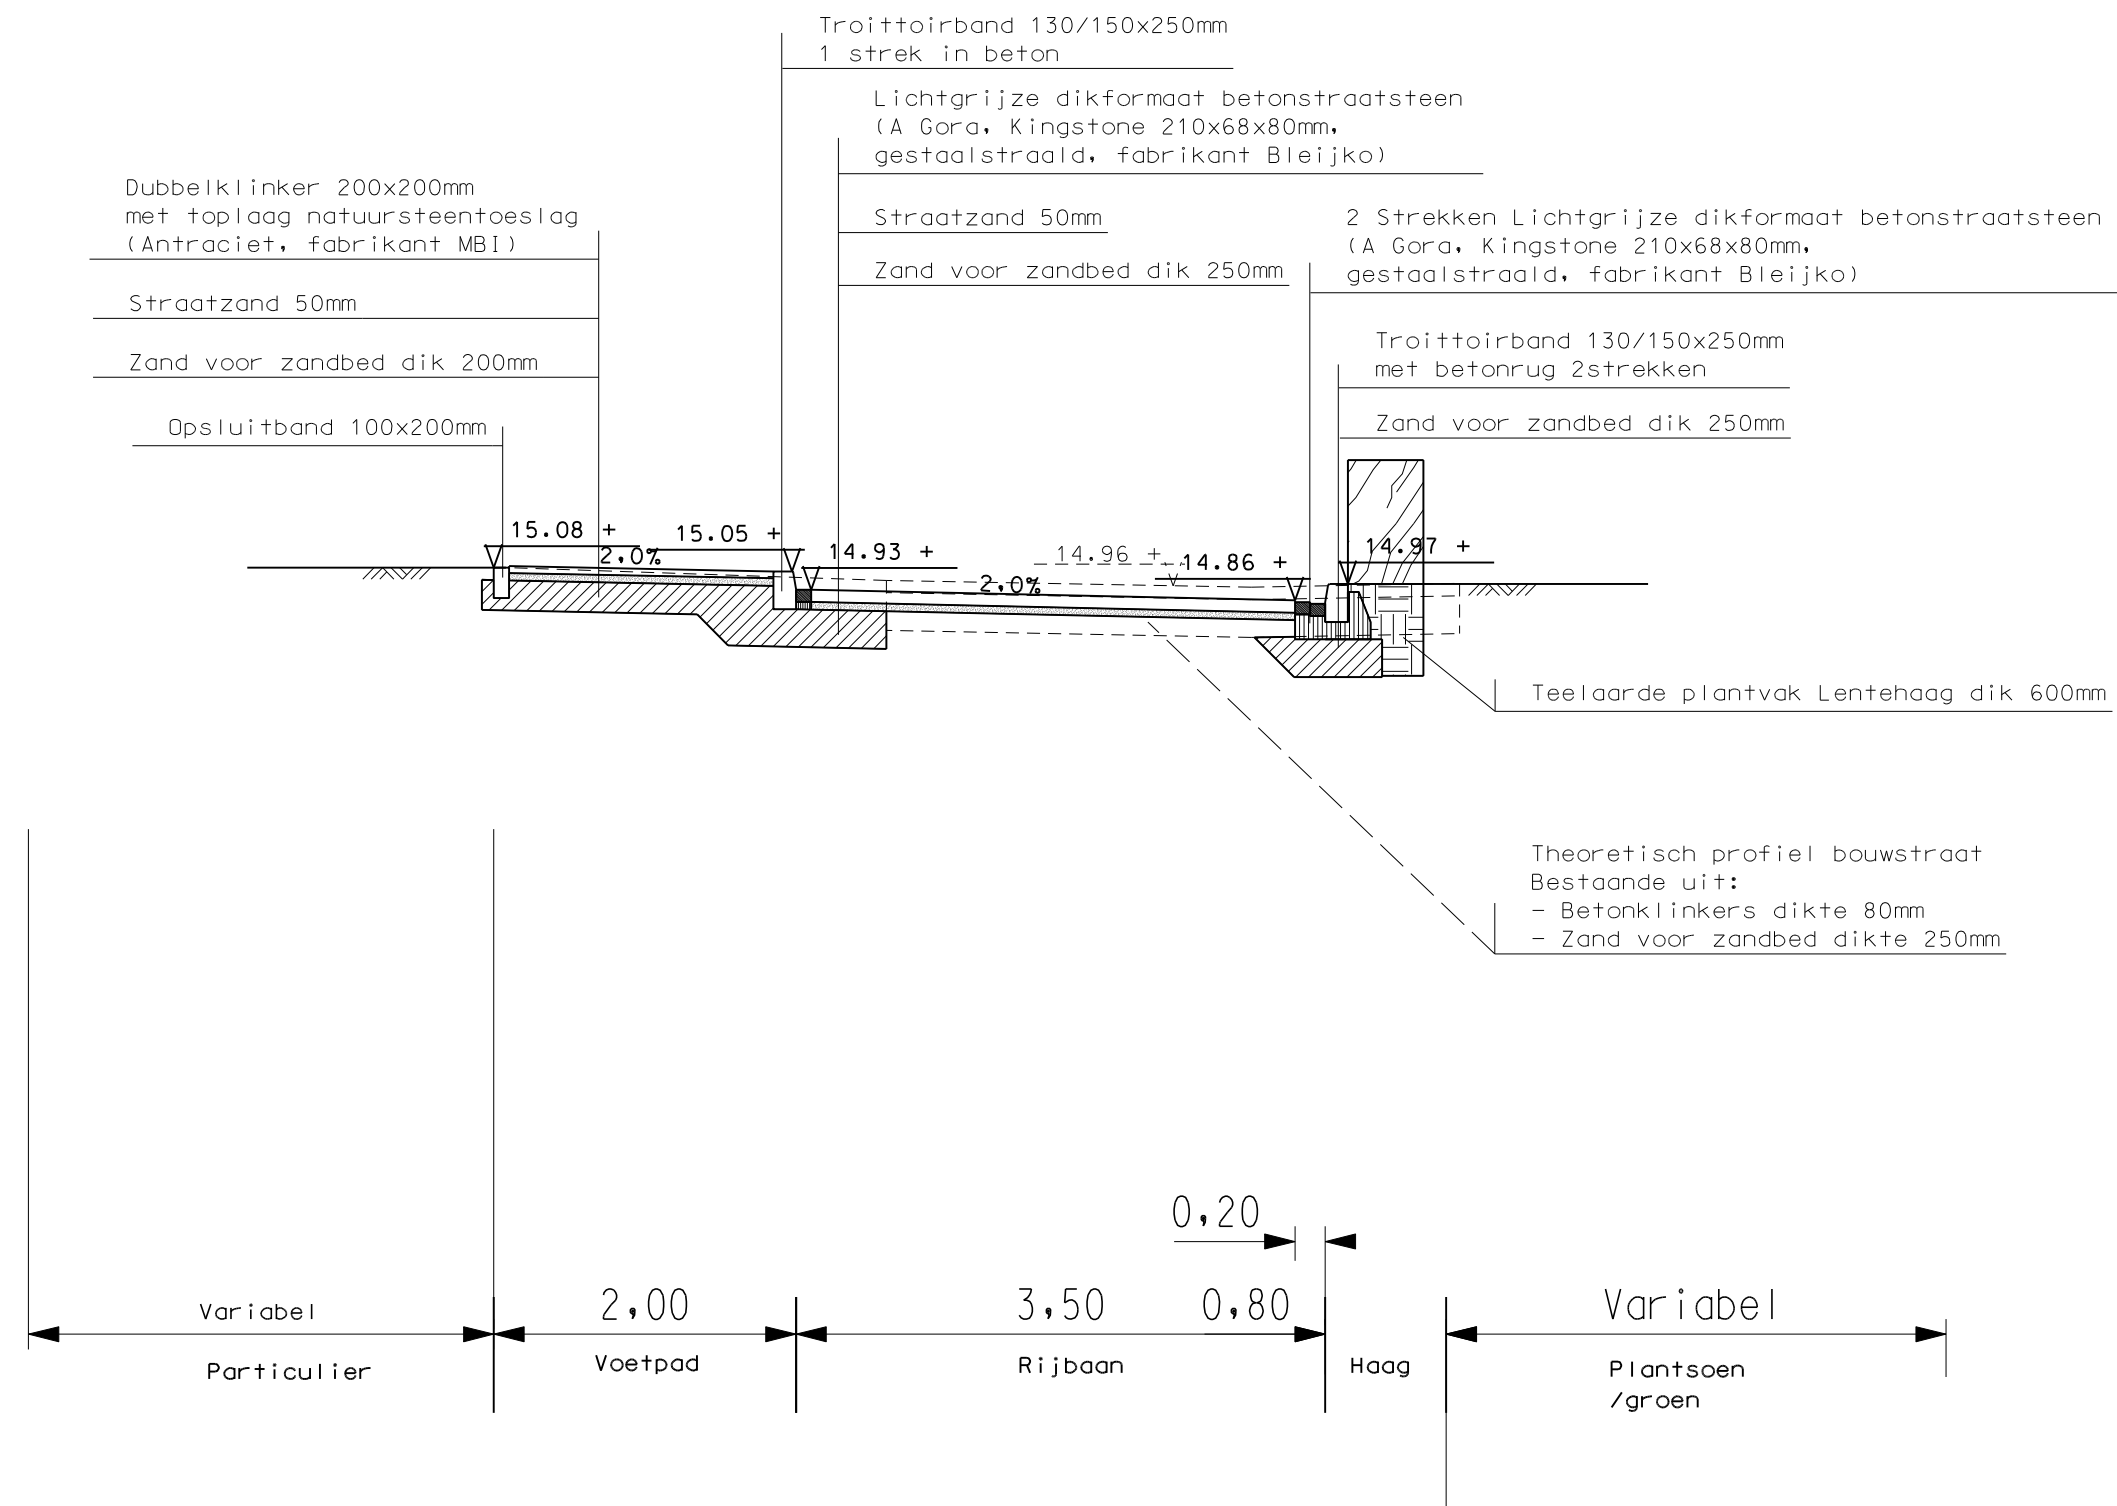 Troittoirband 130/150x250mm
1 strek in beton
Lichtgrijze dikformaat betonstraatsteen
(A Gora, Kingstone 210x68x80mm,
gestaalstraald, fabrikant Bleijko)
Dubbelklinker 200x200mm
met toplaag natuursteentoeslag
(Antraciet, fabrikant MBI)
Straatzand 50mm
2 Strekken Lichtgrijze dikformaat betonstraatsteen
(A Gora, Kingstone 210x68x80mm,
gestaalstraald, fabrikant Bleijko)
Zand voor zandbed dik 250mm
Straatzand 50mm
Zand voor zandbed dik 200mm
Troittoirband 130/150x250mm
met betonrug 2strekken
Opsluitband 100x200mm
Zand voor zandbed dik 250mm
15.08 +
15.05 +
14.93 +
14.96 +
14.86 +
14.97 +
2,0%
2,0%
Teelaarde plantvak Lentehaag dik 600mm
Theoretisch profiel bouwstraat
Bestaande uit:
- Betonklinkers dikte 80mm
- Zand voor zandbed dikte 250mm
0,20
Variabel
2,00
3,50
0,80
Variabel
Particulier
Voetpad
Rijbaan
Haag
Plantsoen
/groen